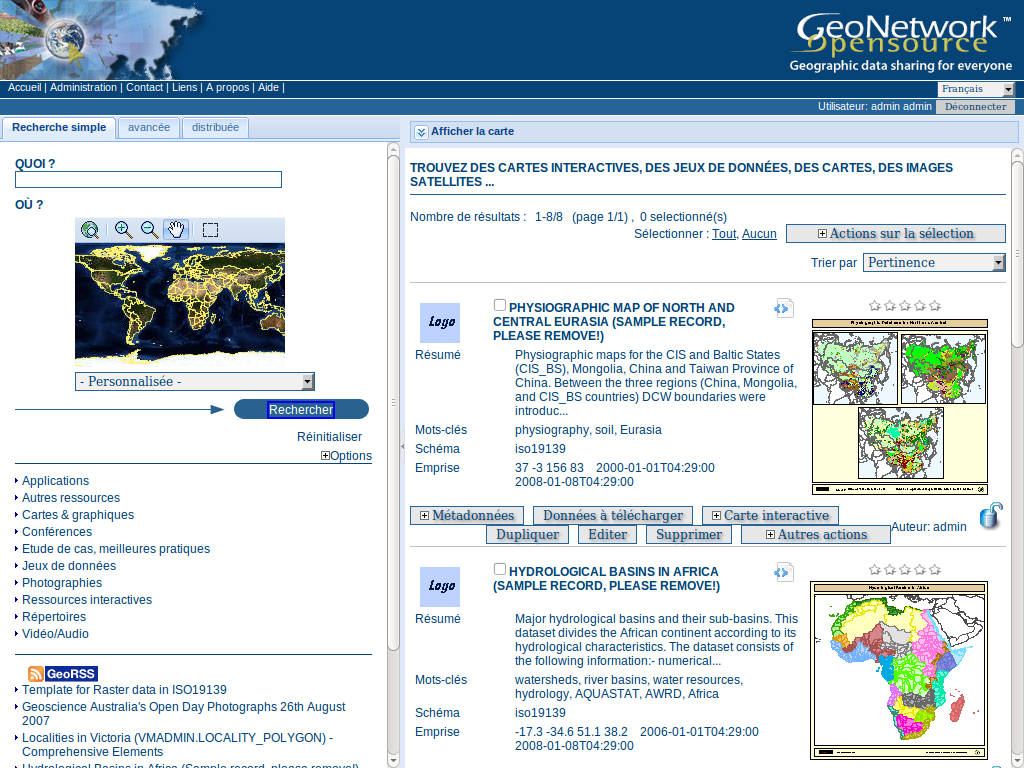 GeoNetwork™
Opensource
Geographic data sharing for everyone
Accueil | Administration | Contact | Liens | A propos | Aide |
Français
Utilisateur: admin admin Déconnecter
Recherche simple avancée distribuée
QUOI ?
OÙ ?
- Personnalisée -
Rechercher
Réinitialiser
Options
Applications
Autres ressources
Cartes & graphiques
Conférences
Etude de cas, meilleures pratiques
Jeux de données
Photographies
Ressources interactives
Répertoires
Vidéo/Audio
GeoRSS
Template for Raster data in ISO19139
Geoscience Australia's Open Day Photographs 26th August
2007
Localities in Victoria (VMADMIN.LOCALITY_POLYGON) -
Comprehensive Elements
Hydrological Basins in Africa (Sample record, please remove!)
Afficher la carte
TROUVEZ DES CARTES INTERACTIVES, DES JEUX DE DONNÉES, DES CARTES, DES IMAGES
SATELLITES ...
Nombre de résultats : 1-8/8 (page 1/1) , 0 selectionné(s)
Sélectionner : Tout, Aucun Actions sur la sélection
Trier par Pertinence
Logo
PHYSIOGRAPHIC MAP OF NORTH AND
CENTRAL EURASIA (SAMPLE RECORD,
PLEASE REMOVE!)
Résumé Physiographic maps for the CIS and Baltic States
(CIS_BS), Mongolia, China and Taiwan Province of
China. Between the three regions (China, Mongolia,
and CIS_BS countries) DCW boundaries were
introduc...
Mots-clés physiography, soil, Eurasia
Schéma iso19139
Emprise 37 -3 156 83 2000-01-01T04:29:00
2008-01-08T04:29:00
Métadonnées Données à télécharger Carte interactive
Auteur: admin
Dupliquer Editer Supprimer Autres actions
Logo
HYDROLOGICAL BASINS IN AFRICA
(SAMPLE RECORD, PLEASE REMOVE!)
Résumé Major hydrological basins and their sub-basins. This
dataset divides the African continent according to its
hydrological characteristics. The dataset consists of
the following information:- numerical...
Mots-clés watersheds, river basins, water resources,
hydrology, AQUASTAT, AWRD, Africa
Schéma iso19139
Emprise -17.3 -34.6 51.1 38.2 2006-01-01T04:29:00
2008-01-08T04:29:00